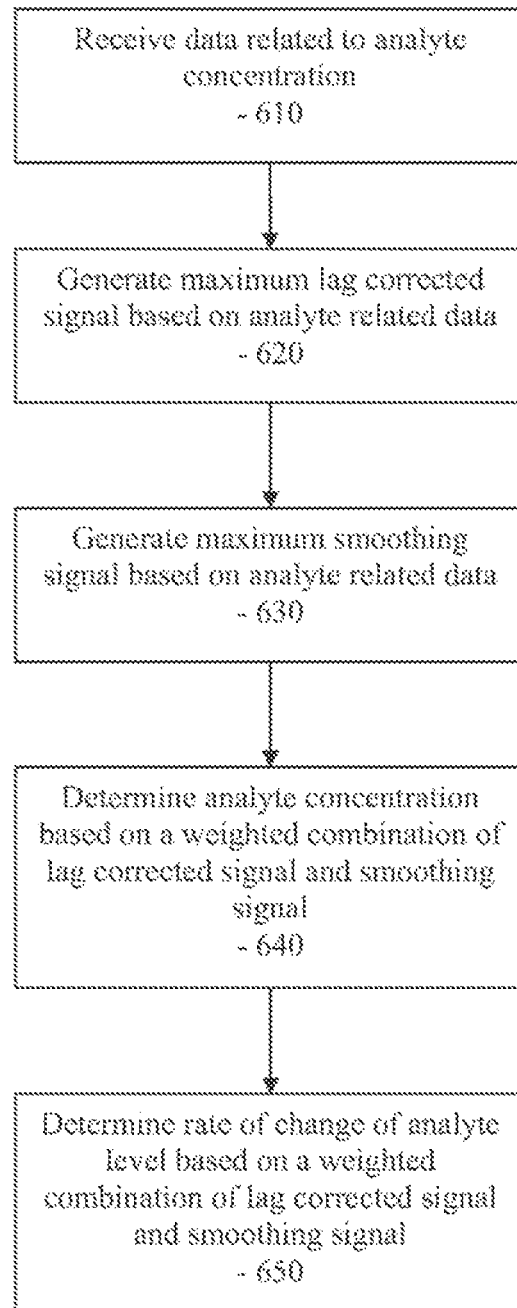 Receive data related to analyte
concentration
- 610
Generate maximum lag corrected
signal based on analyte related data
- 620
Generate maximum smoothing
signal based on analyte related data
- 630
Determine analyte concentration
based on a weighted combination of
lag corrected signal and smoothing
signal
- 640
Determine rate of change of analyte
level based on a weighted
combination of lag corrected signal
and smoothing signal
- 650